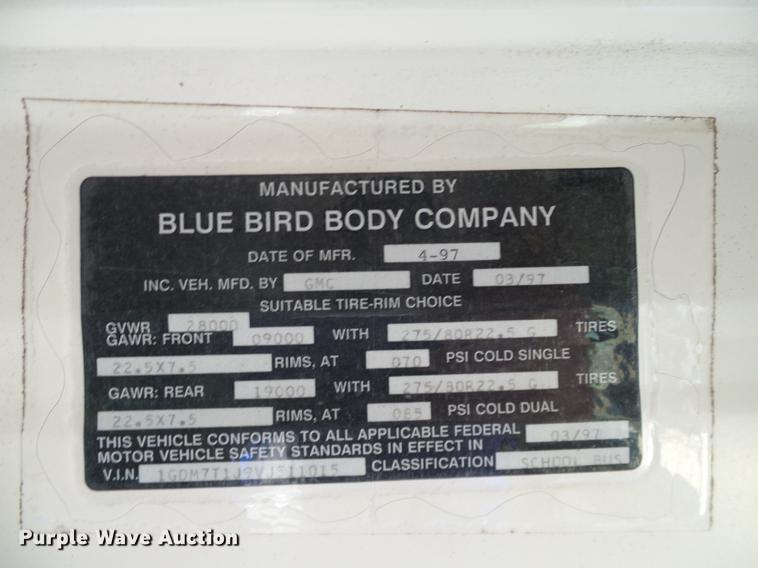 MANUFACTURED BY
BLUE BIRD BODY COMPANY
DATE OF MFR. 4-97
INC. VEH. MFD. BY GMC DATE 03/97
SUITABLE TIRE-RIM CHOICE
GVWR 28000
GAWR: FRONT 09000 WITH 275/80R22.5 G TIRES
22.5X7.5 RIMS, AT 070 PSI COLD SINGLE
GAWR: REAR 19000 WITH 275/80R22.5 G TIRES
22.5X7.5 RIMS, AT 085 PSI COLD DUAL
THIS VEHICLE CONFORMS TO ALL APPLICABLE FEDERAL 03/97
MOTOR VEHICLE SAFETY STANDARDS IN EFFECT IN
V.I.N. 1GDM7T1J9VJ511015 CLASSIFICATION SCHOOL BUS
Purple Wave Auction